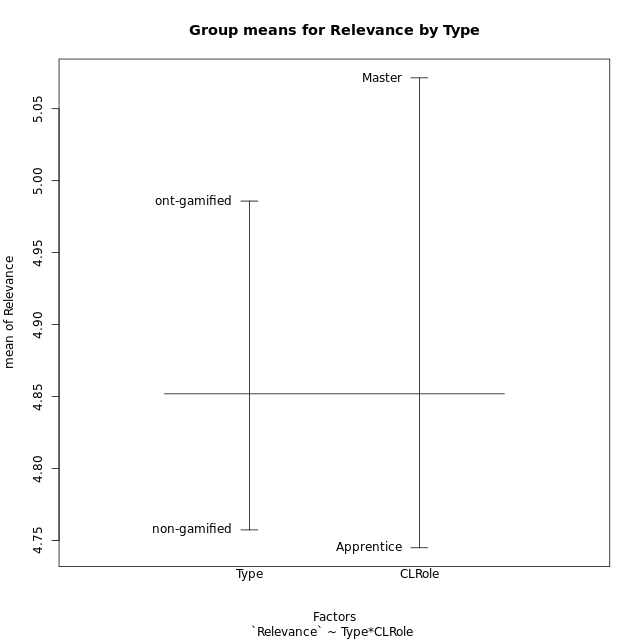 Group means for Relevance by Type
mean of Relevance
5.05
5.00
4.95
4.90
4.85
4.80
4.75
Master
ont-gamified
non-gamified
Apprentice
Type
CLRole
Factors
`Relevance` ~ Type*CLRole